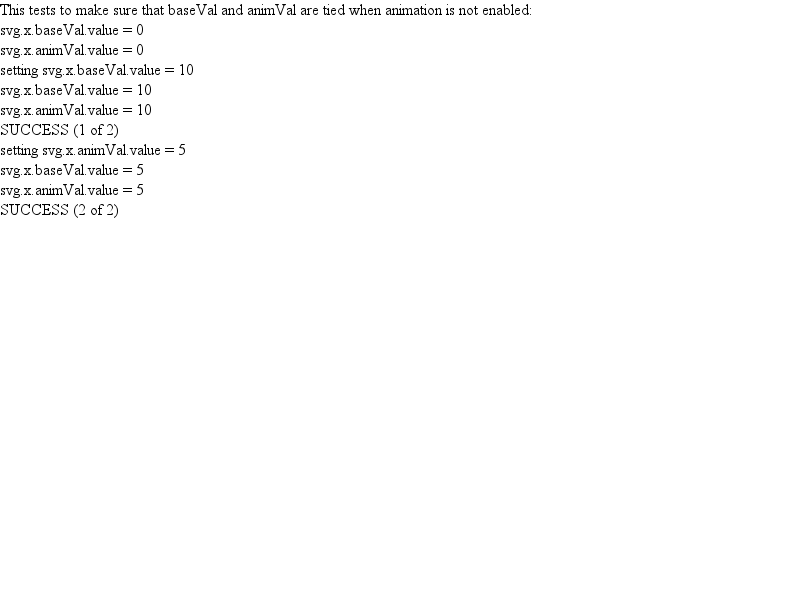 This tests to make sure that baseVal and animVal are tied when animation is not enabled:
svg.x.baseVal.value = 0
svg.x.animVal.value = 0
setting svg.x.baseVal.value = 10
svg.x.baseVal.value = 10
svg.x.animVal.value = 10
SUCCESS (1 of 2)
setting svg.x.animVal.value = 5
svg.x.baseVal.value = 5
svg.x.animVal.value = 5
SUCCESS (2 of 2)